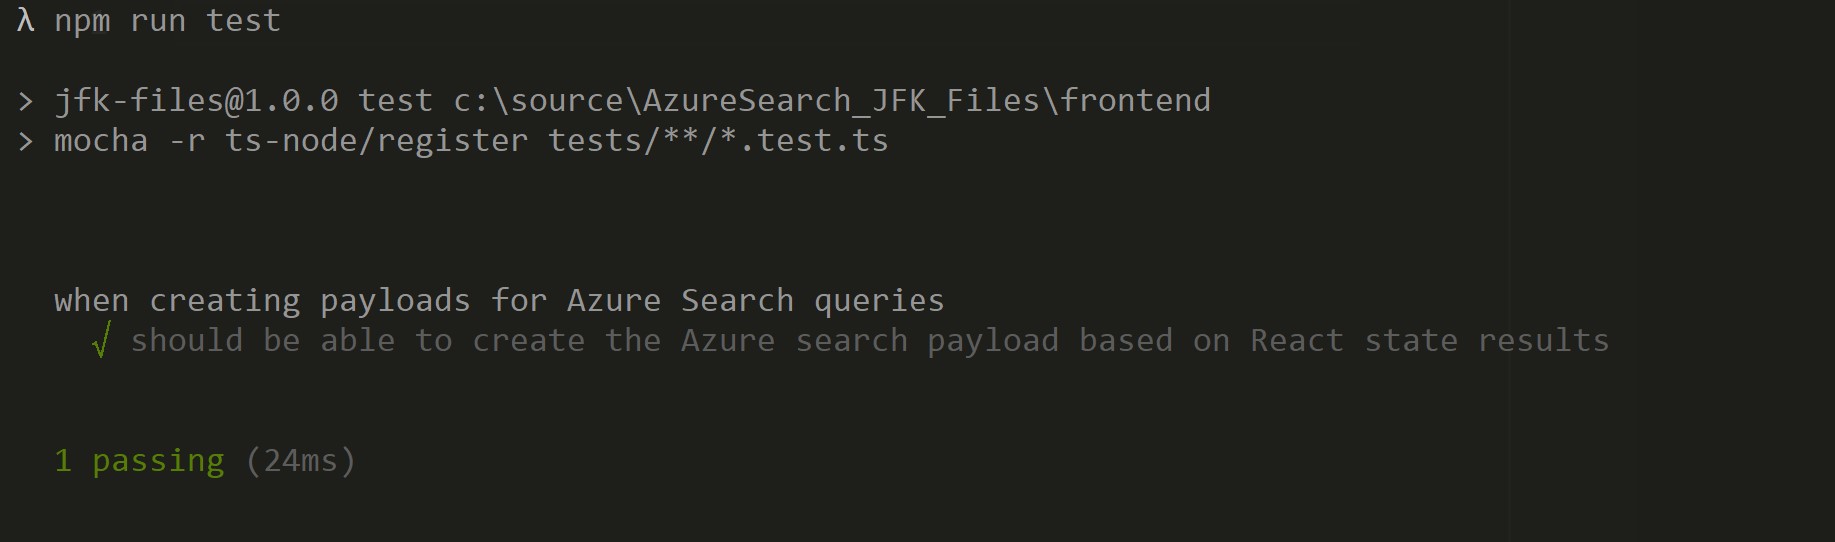 λ npm run test
> jfk-files@1.0.0 test c:\source\AzureSearch_JFK_Files\frontend
> mocha -r ts-node/register tests/**/*.test.ts
when creating payloads for Azure Search queries
√ should be able to create the Azure search payload based on React state results
1 passing (24ms)